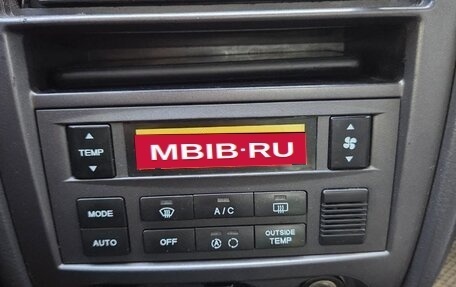 TEMP
MBIB·RU
MODE
A/C
AUTO
OFF
A
OUTSIDE
TEMP